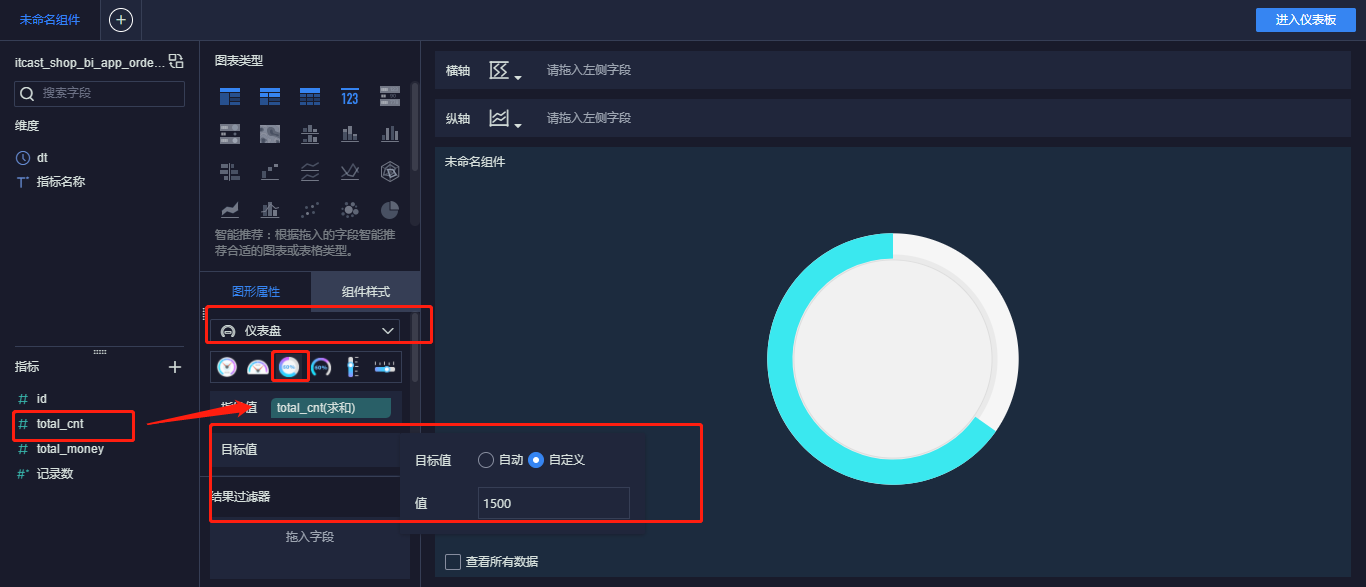 未命名组件
进入仪表板
itcast_shop_bi_app_orde...
搜索字段
维度
dt
T 指标名称
指标
# id
# total_cnt
# total_money
#* 记录数
图表类型
123
智能推荐：根据拖入的字段智能推
荐合适的图表或表格类型。
图形属性
组件样式
仪表盘
指标值
total_cnt(求和)
目标值
结果过滤器
拖入字段
目标值
自动
自定义
值
1500
横轴
请拖入左侧字段
纵轴
请拖入左侧字段
未命名组件
查看所有数据